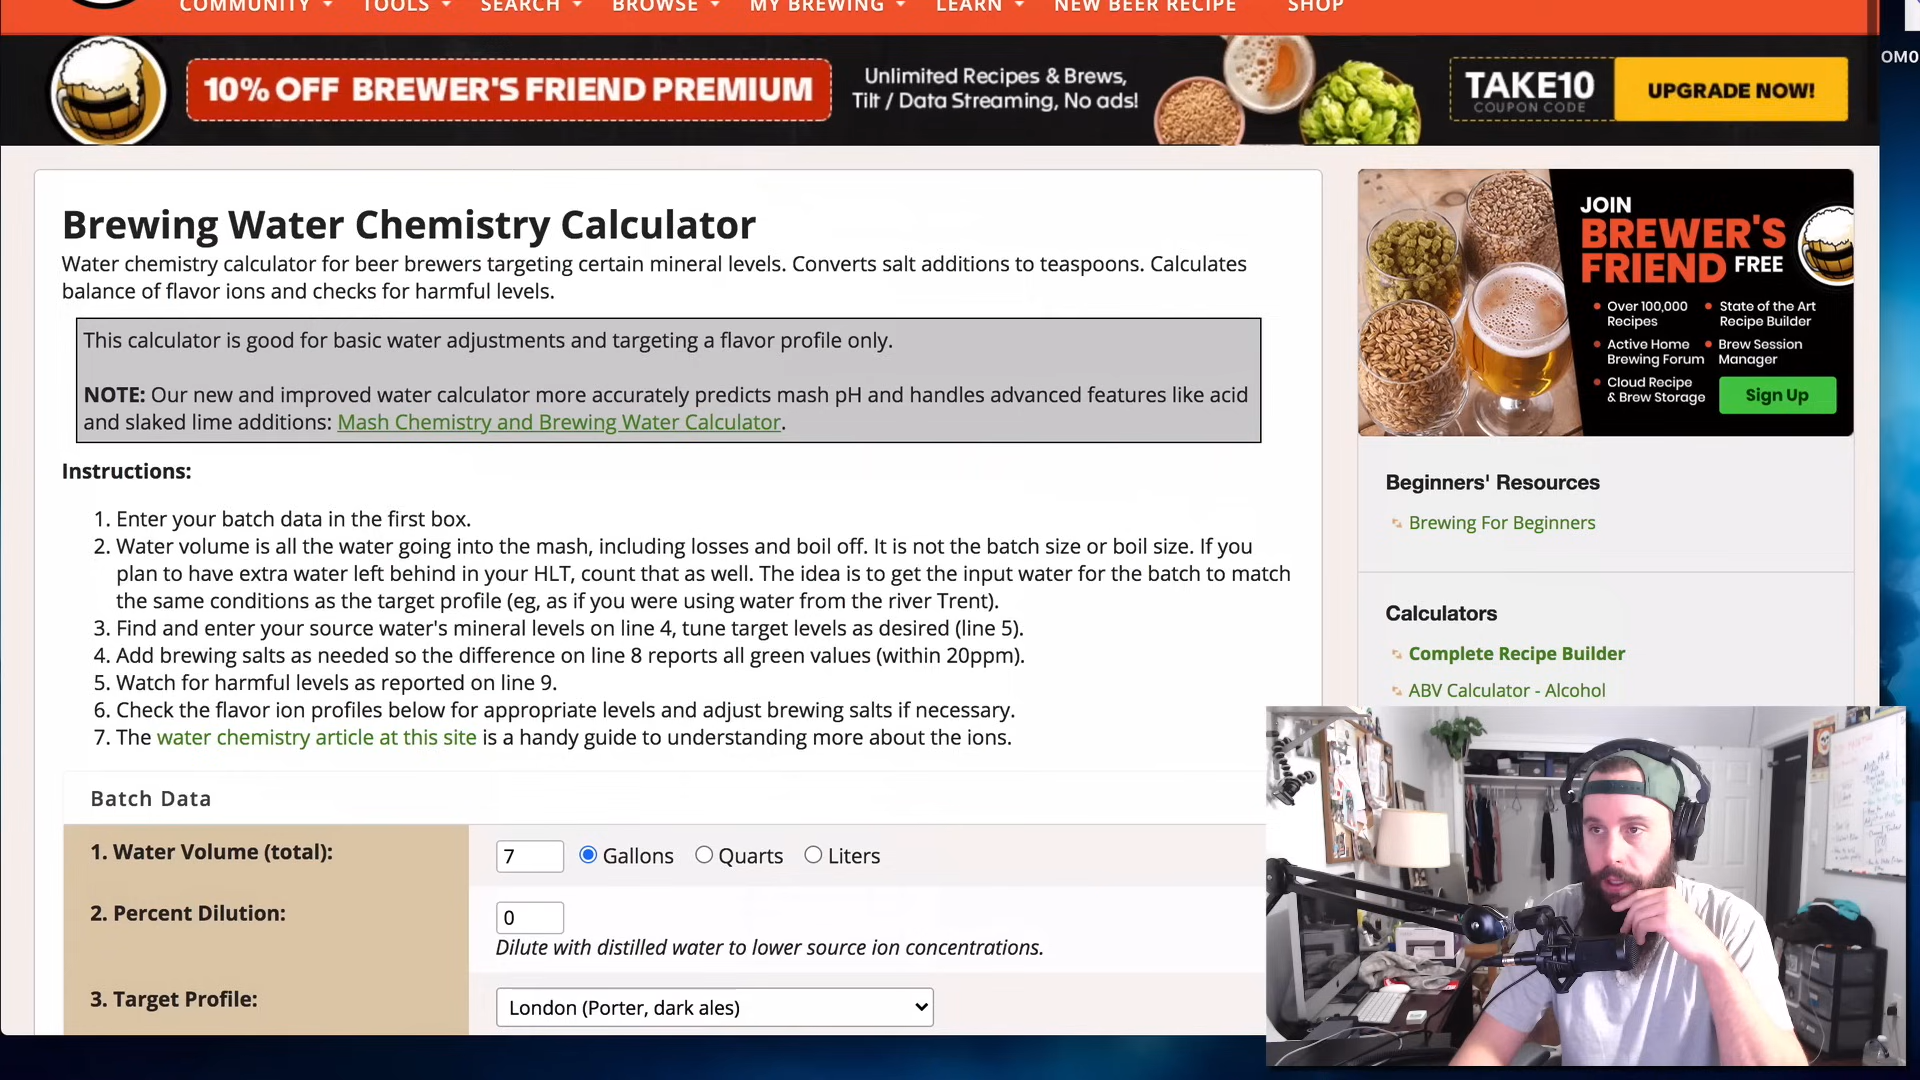 COMMUNITY TOOLS SEARCH BROWSE MY BREWING LEARN NEW BEER RECIPE SHOP
OM0
10% OFF BREWER'S FRIEND PREMIUM
Unlimited Recipes & Brews,
Tilt / Data Streaming, No ads!
TAKE10
COUPON CODE
UPGRADE NOW!
Brewing Water Chemistry Calculator
Water chemistry calculator for beer brewers targeting certain mineral levels. Converts salt additions to teaspoons. Calculates
balance of flavor ions and checks for harmful levels.
This calculator is good for basic water adjustments and targeting a flavor profile only.
NOTE: Our new and improved water calculator more accurately predicts mash pH and handles advanced features like acid
and slaked lime additions: Mash Chemistry and Brewing Water Calculator.
Instructions:
1. Enter your batch data in the first box.
2. Water volume is all the water going into the mash, including losses and boil off. It is not the batch size or boil size. If you
plan to have extra water left behind in your HLT, count that as well. The idea is to get the input water for the batch to match
the same conditions as the target profile (eg, as if you were using water from the river Trent).
3. Find and enter your source water's mineral levels on line 4, tune target levels as desired (line 5).
4. Add brewing salts as needed so the difference on line 8 reports all green values (within 20ppm).
5. Watch for harmful levels as reported on line 9.
6. Check the flavor ion profiles below for appropriate levels and adjust brewing salts if necessary.
7. The water chemistry article at this site is a handy guide to understanding more about the ions.
Batch Data
1. Water Volume (total):
7 Gallons Quarts Liters
2. Percent Dilution:
0
Dilute with distilled water to lower source ion concentrations.
3. Target Profile:
London (Porter, dark ales)
JOIN
BREWER'S
FRIEND FREE
Over 100,000
Recipes
State of the Art
Recipe Builder
Active Home
Brewing Forum
Brew Session
Manager
Cloud Recipe
& Brew Storage
Sign Up
Beginners' Resources
Brewing For Beginners
Calculators
Complete Recipe Builder
ABV Calculator - Alcohol